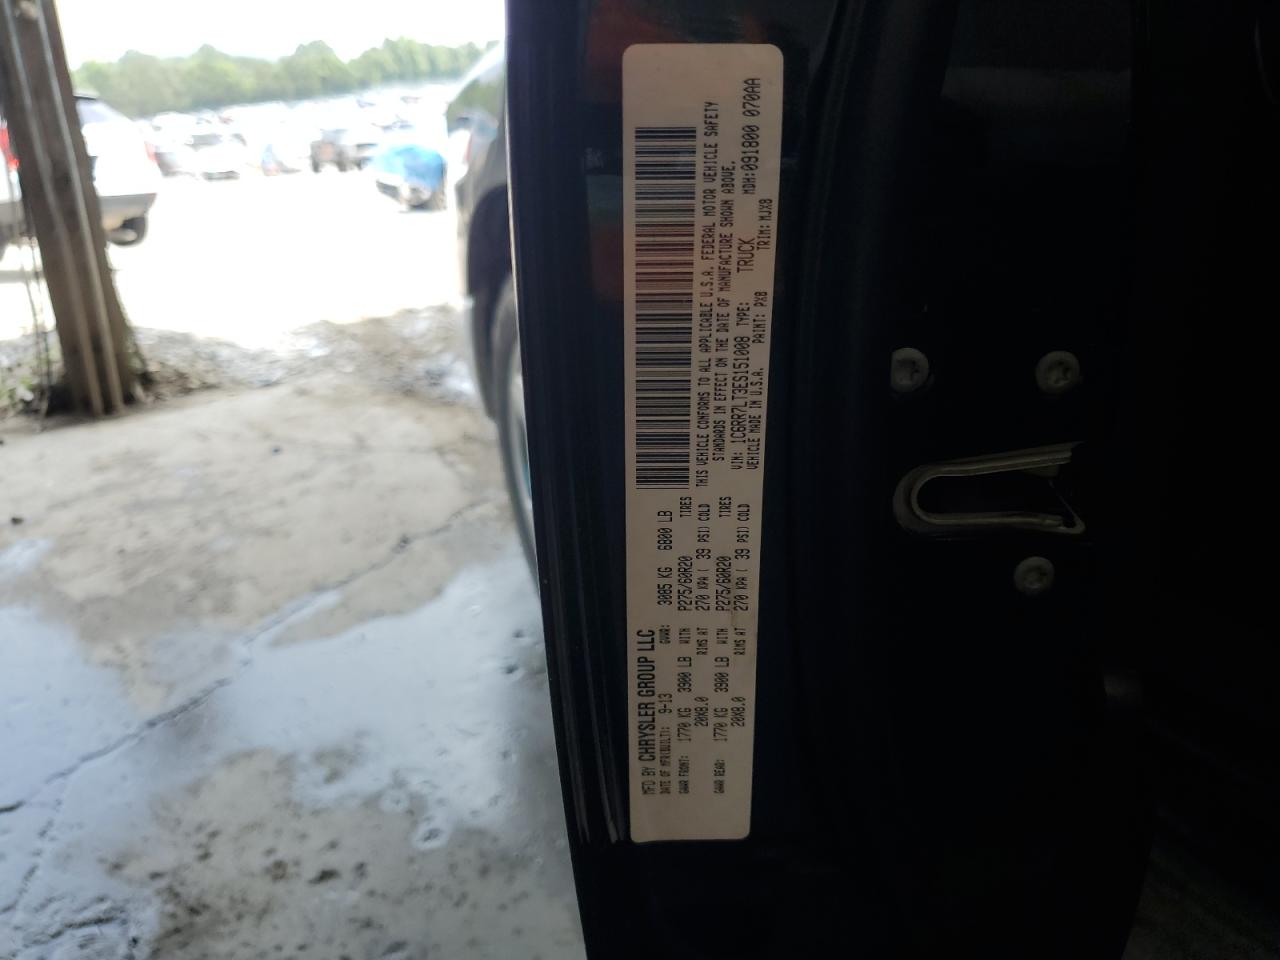 MFD BY CHRYSLER GROUP LLC
DATE OF MFR(BUILT): 9-13 GVWR: 3085 KG 6800 LB
GAWR FRONT: 1770 KG 3900 LB WITH P275/60R20 TIRES
20X8.0 RIMS AT 270 KPA ( 39 PSI) COLD
GAWR REAR: 1770 KG 3900 LB WITH P275/60R20 TIRES
20X8.0 RIMS AT 270 KPA ( 39 PSI) COLD
THIS VEHICLE CONFORMS TO ALL APPLICABLE U.S.A. FEDERAL MOTOR VEHICLE SAFETY
STANDARDS IN EFFECT ON THE DATE OF MANUFACTURE SHOWN ABOVE.
VIN: 1C6RR7LT3ES151008 TYPE: TRUCK MDH:091800 070AA
VEHICLE MADE IN U.S.A. PAINT: PXB TRIM: MJX8